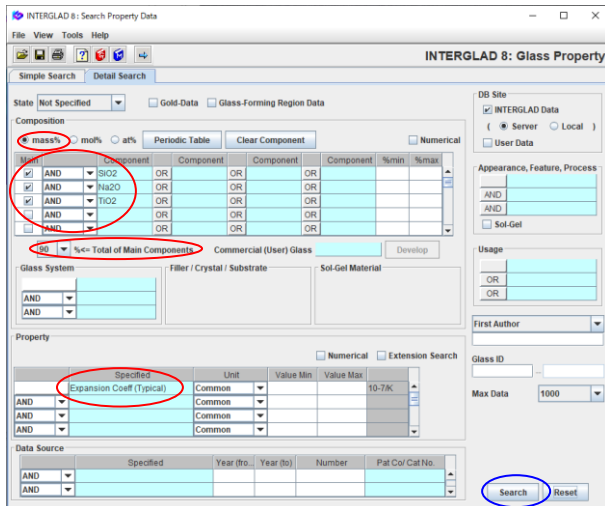 INTERGLAD 8: Search Property Data
File View Tools Help
INTERGLAD 8: Glass Property
Simple Search Detail Search
State Not Specified Gold-Data Glass-Forming Region Data
Composition
mass% mol% at% Periodic Table Clear Component Numerical
Main Component Component Component Component %min %max
AND SiO2 OR OR OR
AND Na2O OR OR OR
AND TiO2 OR OR OR
AND OR OR OR
AND OR OR OR
90 %<= Total of Main Components Commercial (User) Glass Develop
Glass System Filler / Crystal / Substrate Sol-Gel Material
AND
AND
Property
Numerical Extension Search
Specified Unit Value Min Value Max
Expansion Coeff (Typical) Common 10-7/K
AND Common
AND Common
AND Common
Data Source
Specified Year (fro... Year (to) Number Pat Co/ Cat No.
AND
AND
DB Site
INTERGLAD Data
( Server Local )
User Data
Appearance, Feature, Process
AND
AND
Sol-Gel
Usage
OR
OR
First Author
Glass ID
--
Max Data 1000
Search Reset